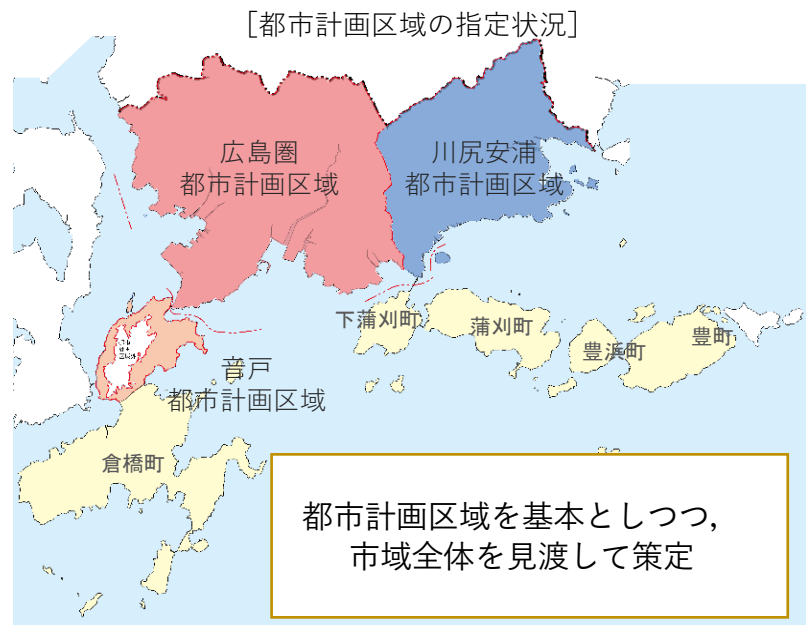 [都市計画区域の指定状況]
広島圏
都市計画区域
川尻安浦
都市計画区域
下蒲刈町
蒲刈町
豊浜町
豊町
音戸
都市計画区域
倉橋町
都市計画区域を基本としつつ，
市域全体を見渡して策定